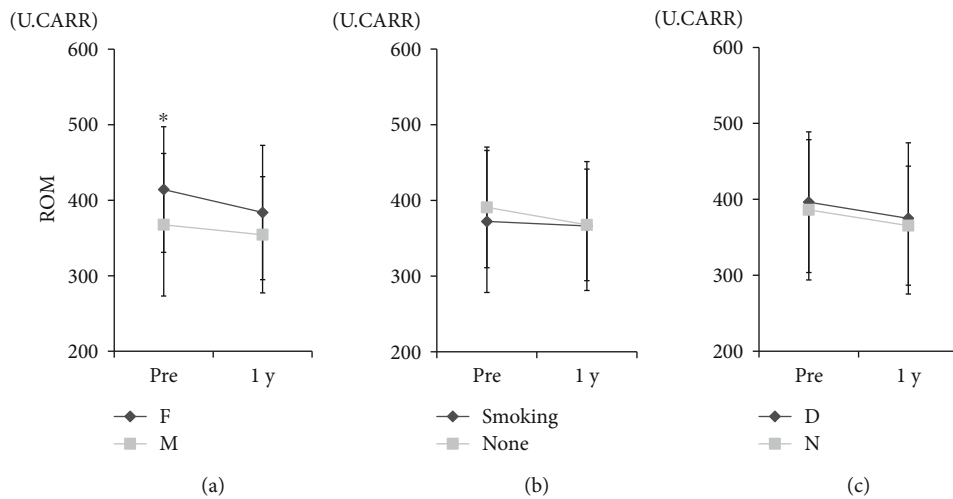 (U.CARR) (U.CARR) (U.CARR)
600 600 600
*
500 500 500
ROM
400 400 400
300 300 300
200 200 200
Pre 1 y Pre 1 y Pre 1 y
F Smoking D
M None N
(a) (b) (c)